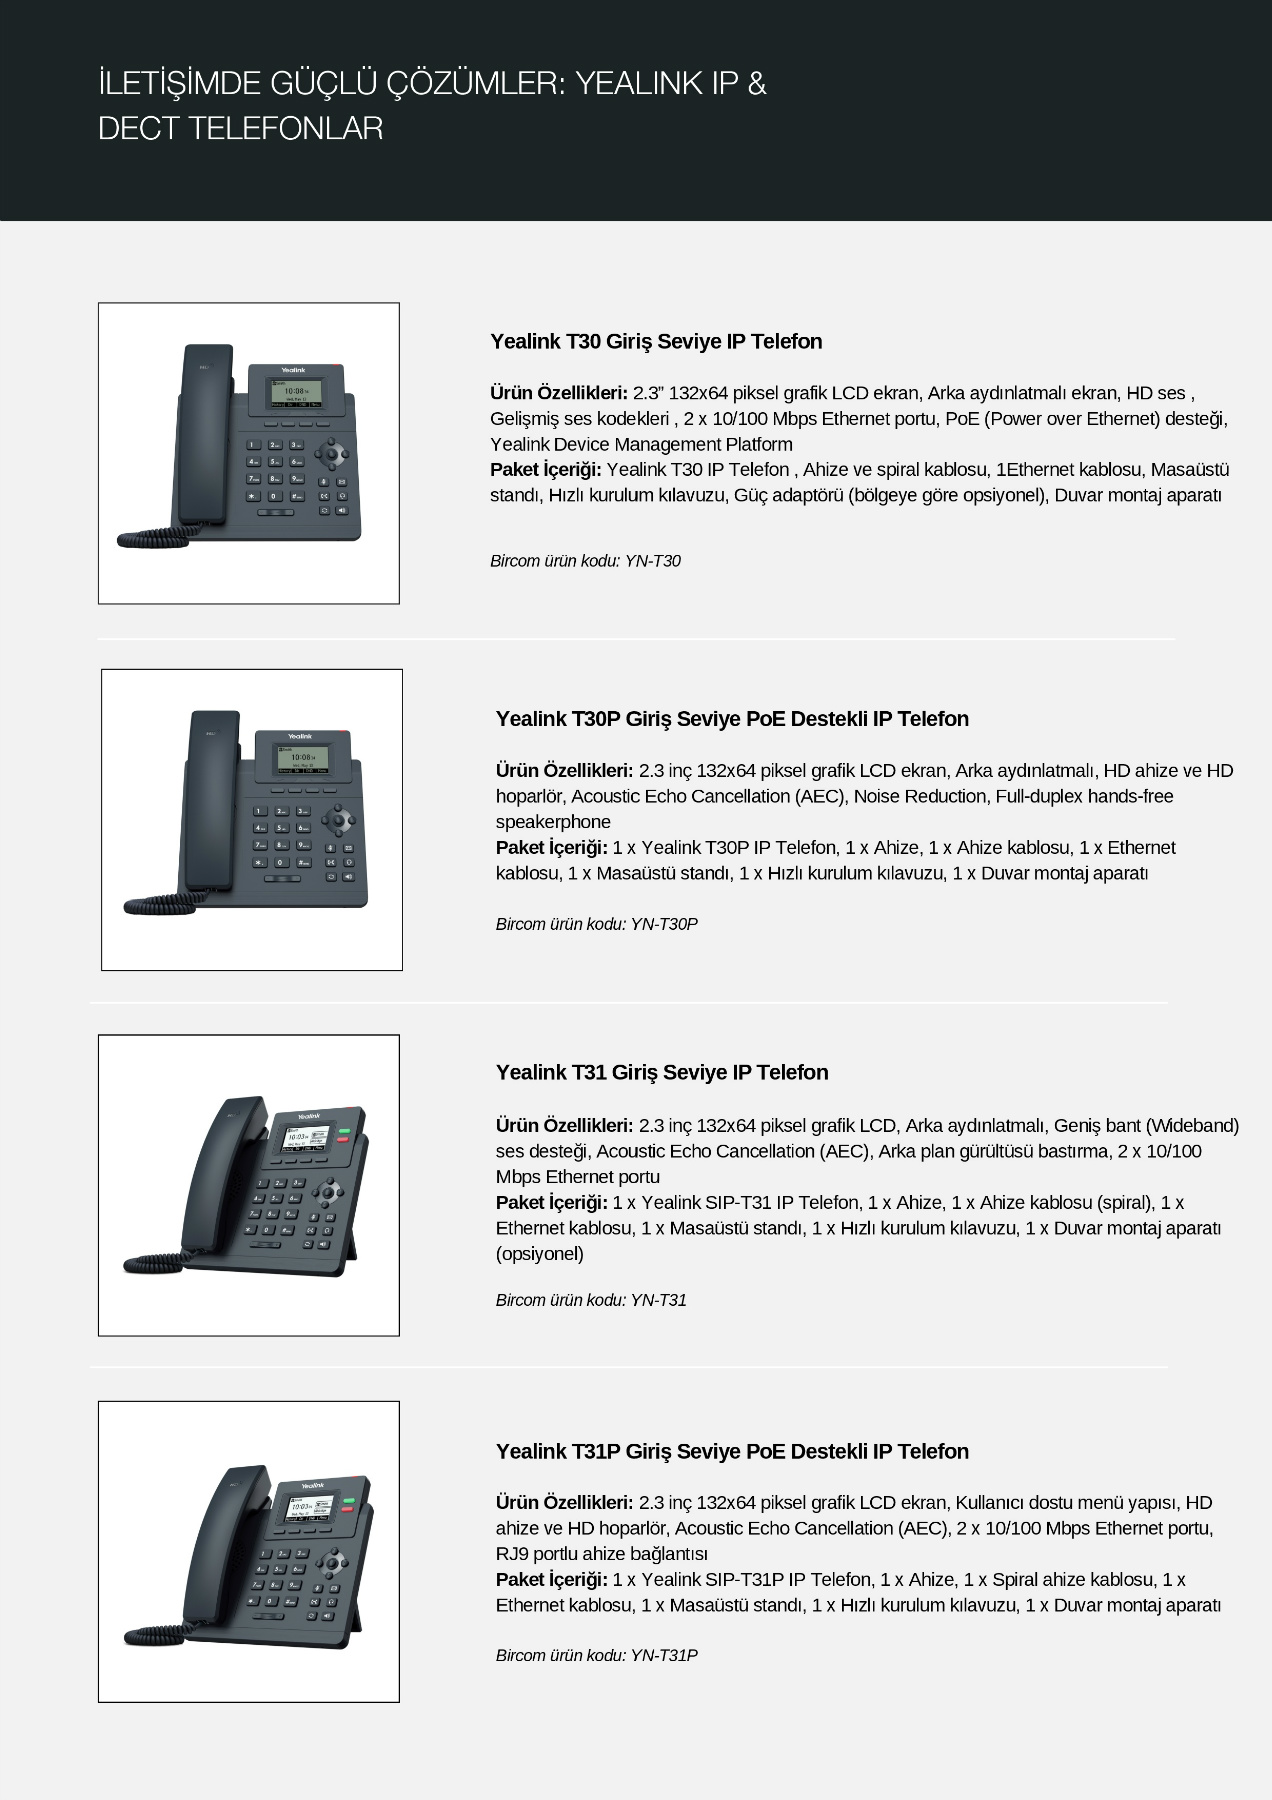 İLETİŞİMDE GÜÇLÜ ÇÖZÜMLER: YEALINK IP &
DECT TELEFONLAR
Yealink
10:08
Yealink T30 Giriş Seviye IP Telefon
Ürün Özellikleri: 2.3” 132x64 piksel grafik LCD ekran, Arka aydınlatmalı ekran, HD ses ,
Gelişmiş ses kodekleri , 2 x 10/100 Mbps Ethernet portu, PoE (Power over Ethernet) desteği,
Yealink Device Management Platform
Paket İçeriği: Yealink T30 IP Telefon , Ahize ve spiral kablosu, 1Ethernet kablosu, Masaüstü
standı, Hızlı kurulum kılavuzu, Güç adaptörü (bölgeye göre opsiyonel), Duvar montaj aparatı
Bircom ürün kodu: YN-T30
Yealink
10:08
Yealink T30P Giriş Seviye PoE Destekli IP Telefon
Ürün Özellikleri: 2.3 inç 132x64 piksel grafik LCD ekran, Arka aydınlatmalı, HD ahize ve HD
hoparlör, Acoustic Echo Cancellation (AEC), Noise Reduction, Full-duplex hands-free
speakerphone
Paket İçeriği: 1 x Yealink T30P IP Telefon, 1 x Ahize, 1 x Ahize kablosu, 1 x Ethernet
kablosu, 1 x Masaüstü standı, 1 x Hızlı kurulum kılavuzu, 1 x Duvar montaj aparatı
Bircom ürün kodu: YN-T30P
Yealink
10:03
Yealink T31 Giriş Seviye IP Telefon
Ürün Özellikleri: 2.3 inç 132x64 piksel grafik LCD, Arka aydınlatmalı, Geniş bant (Wideband)
ses desteği, Acoustic Echo Cancellation (AEC), Arka plan gürültüsü bastırma, 2 x 10/100
Mbps Ethernet portu
Paket İçeriği: 1 x Yealink SIP-T31 IP Telefon, 1 x Ahize, 1 x Ahize kablosu (spiral), 1 x
Ethernet kablosu, 1 x Masaüstü standı, 1 x Hızlı kurulum kılavuzu, 1 x Duvar montaj aparatı
(opsiyonel)
Bircom ürün kodu: YN-T31
Yealink
10:03
Yealink T31P Giriş Seviye PoE Destekli IP Telefon
Ürün Özellikleri: 2.3 inç 132x64 piksel grafik LCD ekran, Kullanıcı dostu menü yapısı, HD
ahize ve HD hoparlör, Acoustic Echo Cancellation (AEC), 2 x 10/100 Mbps Ethernet portu,
RJ9 portlu ahize bağlantısı
Paket İçeriği: 1 x Yealink SIP-T31P IP Telefon, 1 x Ahize, 1 x Spiral ahize kablosu, 1 x
Ethernet kablosu, 1 x Masaüstü standı, 1 x Hızlı kurulum kılavuzu, 1 x Duvar montaj aparatı
Bircom ürün kodu: YN-T31P